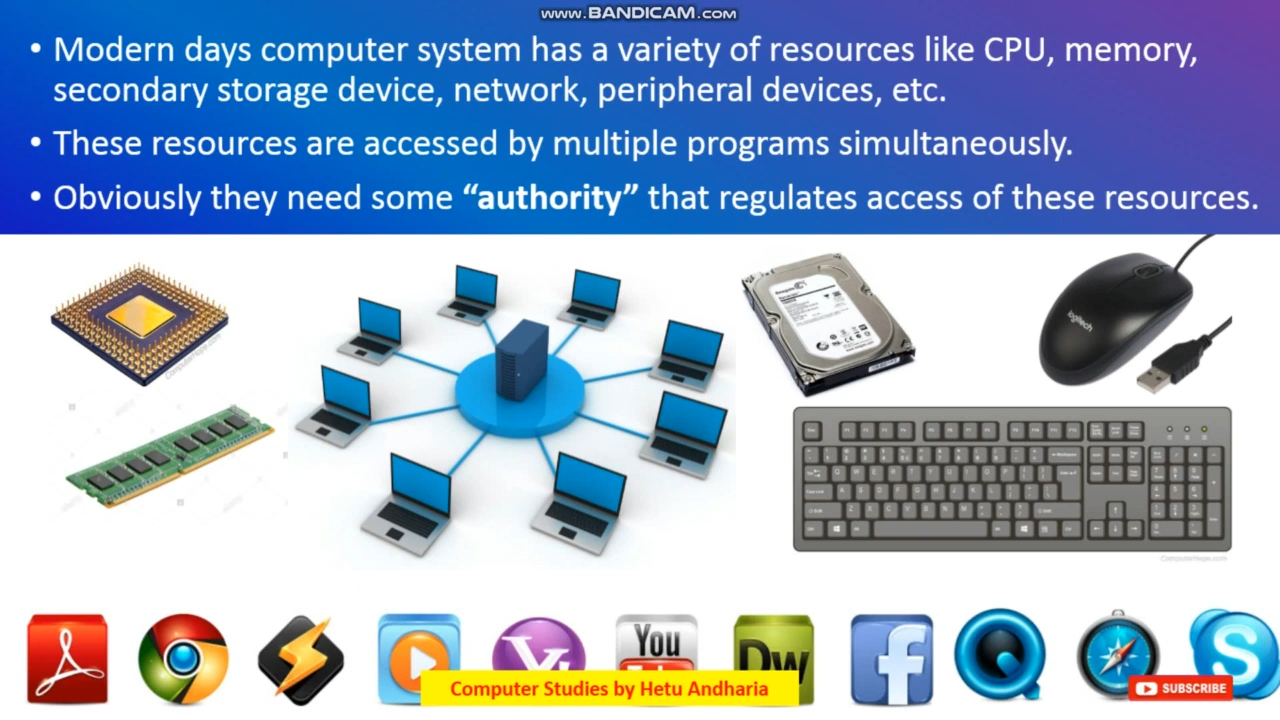 www.BANDICAM.com
• Modern days computer system has a variety of resources like CPU, memory,
secondary storage device, network, peripheral devices, etc.
• These resources are accessed by multiple programs simultaneously.
• Obviously they need some “authority” that regulates access of these resources.
Seagate
logitech
You
Dw
Computer Studies by Hetu Andharia
SUBSCRIBE